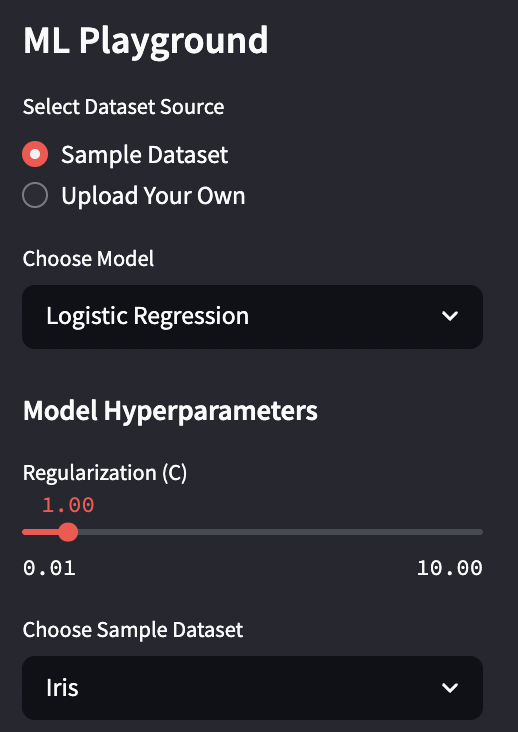 ML Playground
Select Dataset Source
Sample Dataset
Upload Your Own
Choose Model
Logistic Regression
Model Hyperparameters
Regularization (C)
1.00
0.01 10.00
Choose Sample Dataset
Iris